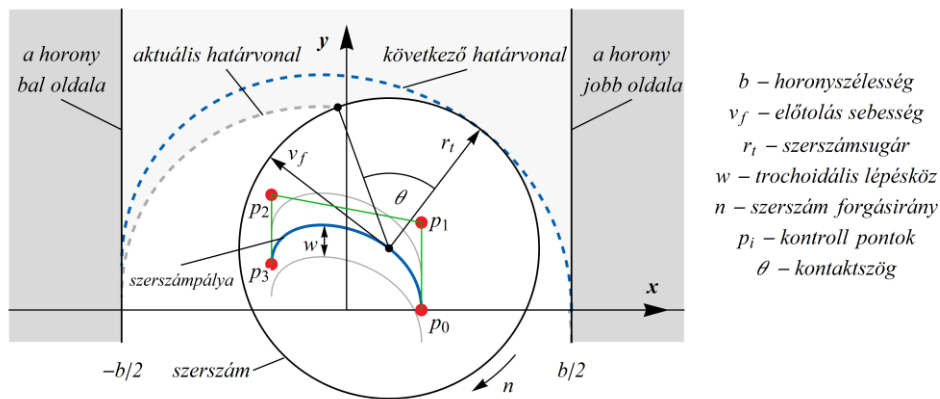 a horony
bal oldala
aktuális határvonal
y
következő határvonal
a horony
jobb oldala
v_f
r_t
θ
p_2
p_1
w
szerszámpálya
p_3
p_0
x
−b/2
szerszám
n
b/2
b – horonyszélesség
v_f – előtolás sebesség
r_t – szerszámsugár
w – trochoidális lépésköz
n – szerszám forgásirány
p_i – kontroll pontok
θ – kontaktszög